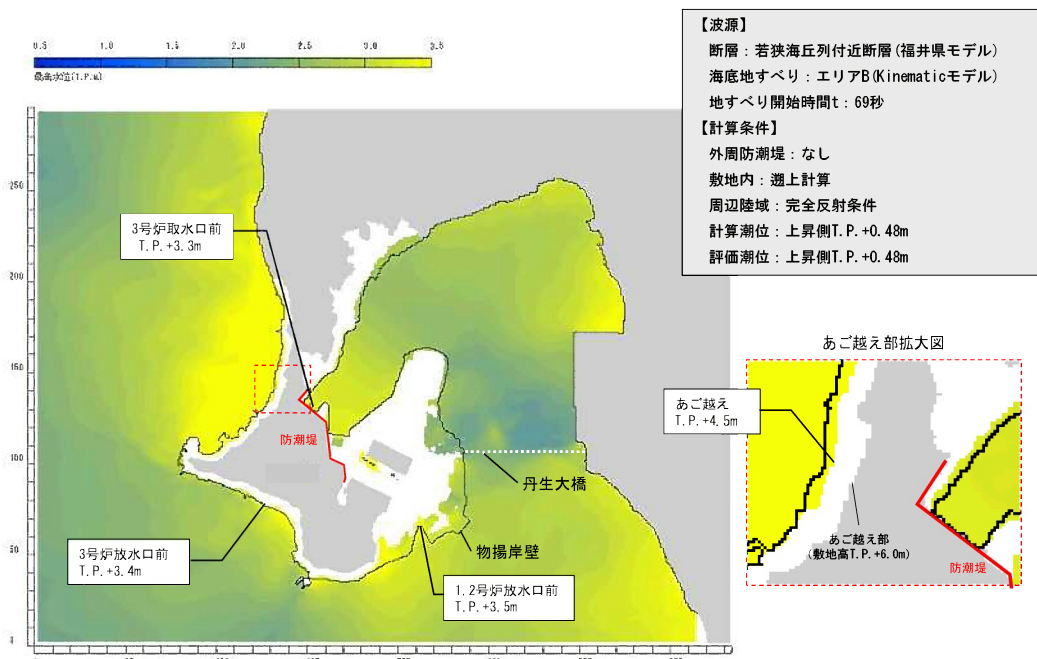 【波源】
断層：若狭海丘列付近断層(福井県モデル)
海底地すべり：エリアB(Kinematicモデル)
地すべり開始時間t：69秒
【計算条件】
外周防潮堤：なし
敷地内：遡上計算
周辺陸域：完全反射条件
計算潮位：上昇側T.P.+0.48m
評価潮位：上昇側T.P.+0.48m
1.0 1.5 2.0 2.5 3.0 3.5
最高水位(T.P.m)
250
200
150
100
50
3号炉取水口前
T.P.+3.3m
防潮堤
丹生大橋
物揚岸壁
3号炉放水口前
T.P.+3.4m
1,2号炉放水口前
T.P.+3.5m
あご越え部拡大図
あご越え
T.P.+4.5m
あご越え部
(敷地高T.P.+6.0m)
防潮堤